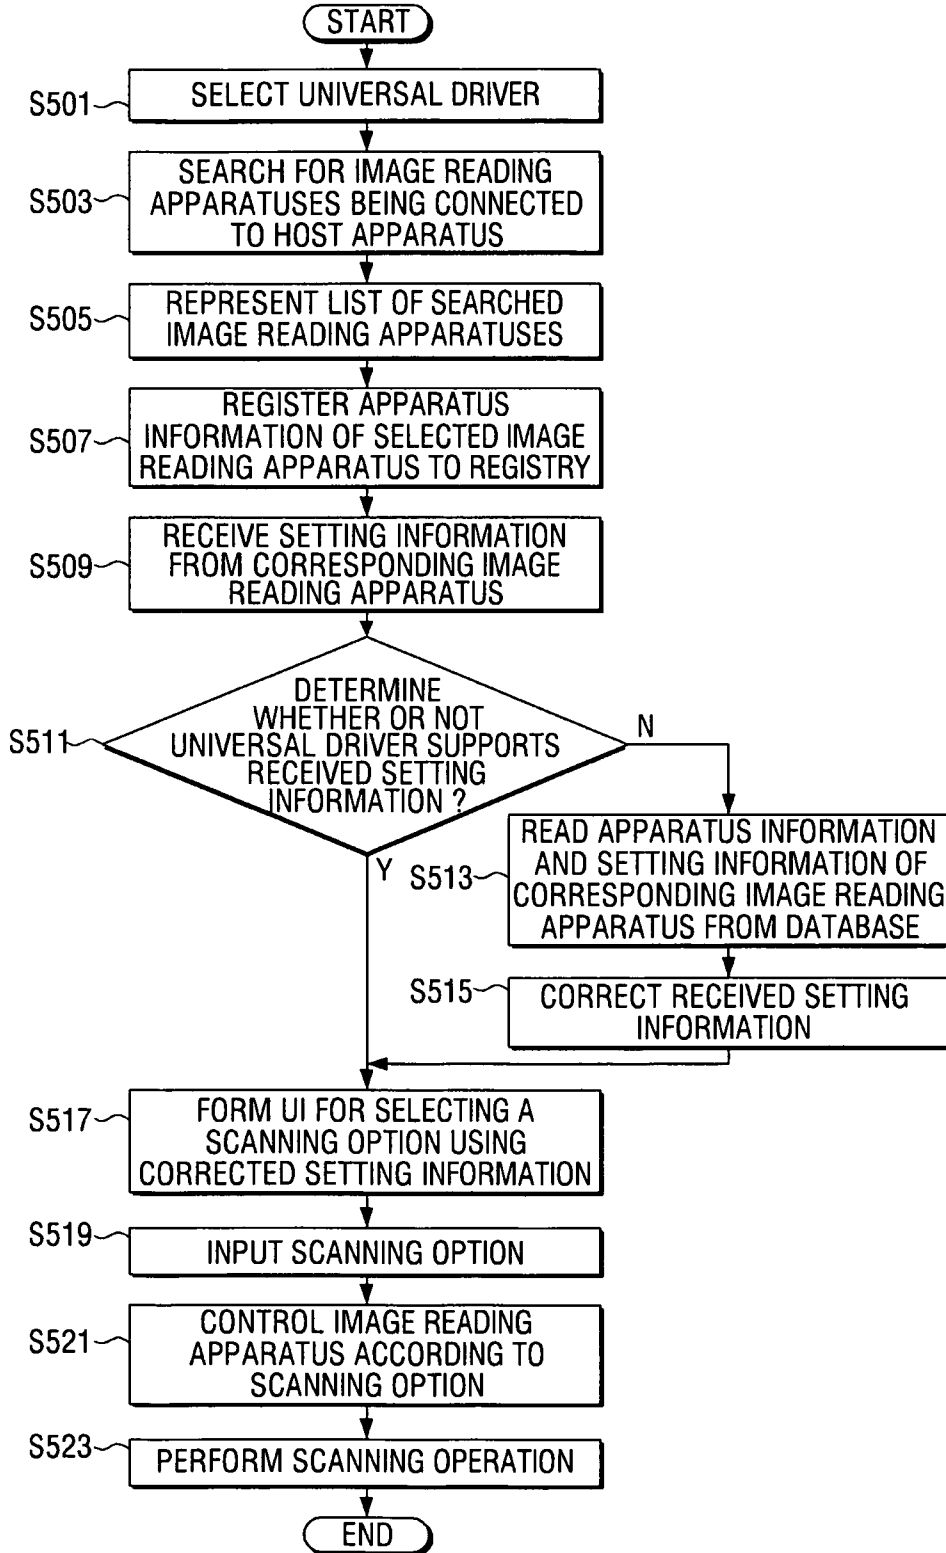 START
S501
SELECT UNIVERSAL DRIVER
S503
SEARCH FOR IMAGE READING
APPARATUSES BEING CONNECTED
TO HOST APPARATUS
S505
REPRESENT LIST OF SEARCHED
IMAGE READING APPARATUSES
S507
REGISTER APPARATUS
INFORMATION OF SELECTED IMAGE
READING APPARATUS TO REGISTRY
S509
RECEIVE SETTING INFORMATION
FROM CORRESPONDING IMAGE
READING APPARATUS
S511
DETERMINE
WHETHER OR NOT
UNIVERSAL DRIVER SUPPORTS
RECEIVED SETTING
INFORMATION ?
N
Y
S513
READ APPARATUS INFORMATION
AND SETTING INFORMATION OF
CORRESPONDING IMAGE READING
APPARATUS FROM DATABASE
S515
CORRECT RECEIVED SETTING
INFORMATION
S517
FORM UI FOR SELECTING A
SCANNING OPTION USING
CORRECTED SETTING INFORMATION
S519
INPUT SCANNING OPTION
S521
CONTROL IMAGE READING
APPARATUS ACCORDING TO
SCANNING OPTION
S523
PERFORM SCANNING OPERATION
END